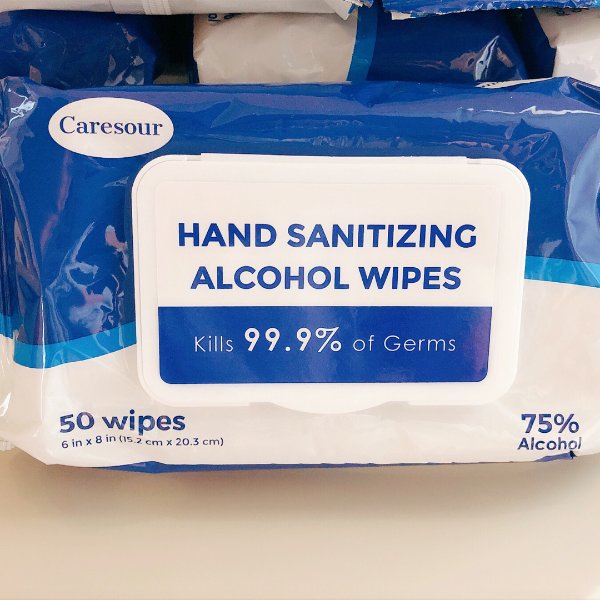 Caresour
HAND SANITIZING
ALCOHOL WIPES
Kills 99.9% of Germs
50 wipes
6 in x 8 in (15.2 cm x 20.3 cm)
75%
Alcohol